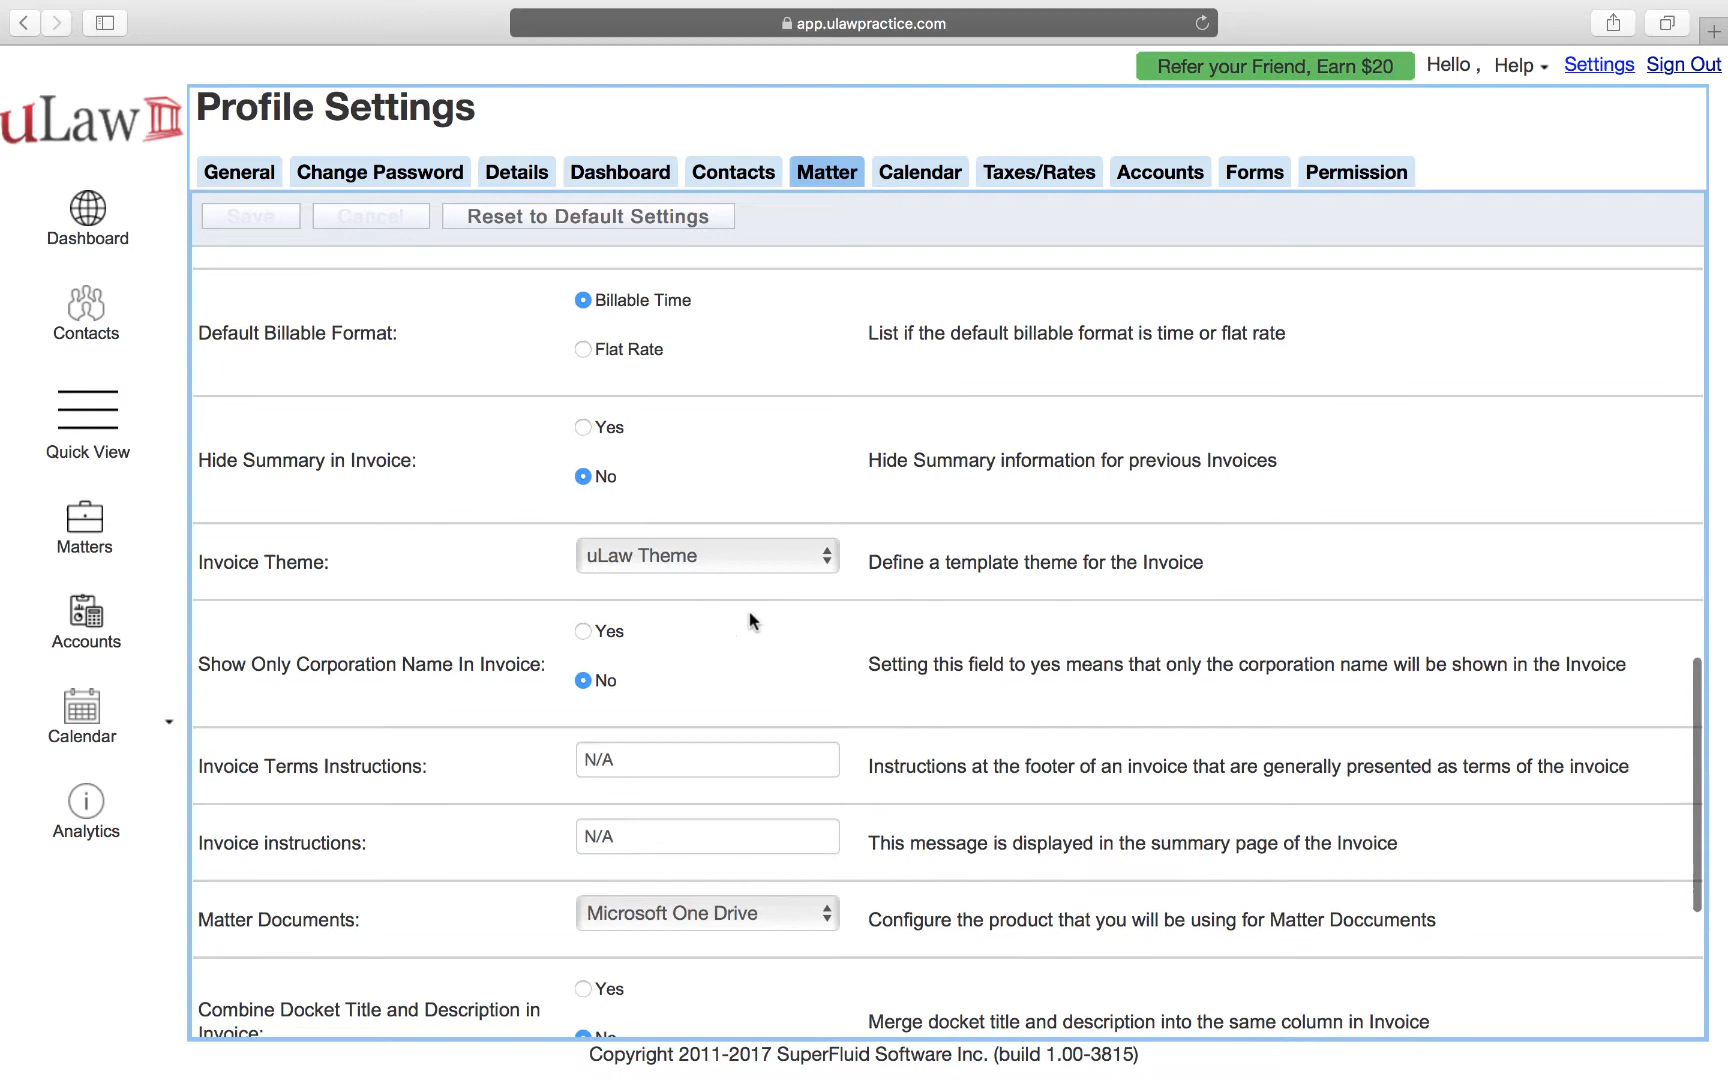 app.ulawpractice.com
Refer your Friend, Earn $20 Hello , Help Settings Sign Out
uLaw
Profile Settings
General Change Password Details Dashboard Contacts Matter Calendar Taxes/Rates Accounts Forms Permission
Save Cancel Reset to Default Settings
Dashboard
Contacts
Quick View
Matters
Accounts
Calendar
Analytics
Billable Time
Default Billable Format: List if the default billable format is time or flat rate
Flat Rate
Yes
Hide Summary in Invoice: Hide Summary information for previous Invoices
No
Invoice Theme: uLaw Theme Define a template theme for the Invoice
Yes
Show Only Corporation Name In Invoice: Setting this field to yes means that only the corporation name will be shown in the Invoice
No
Invoice Terms Instructions: N/A Instructions at the footer of an invoice that are generally presented as terms of the invoice
Invoice instructions: N/A This message is displayed in the summary page of the Invoice
Matter Documents: Microsoft One Drive Configure the product that you will be using for Matter Doccuments
Yes
Combine Docket Title and Description in Merge docket title and description into the same column in Invoice
Invoice: No
Copyright 2011-2017 SuperFluid Software Inc. (build 1.00-3815)